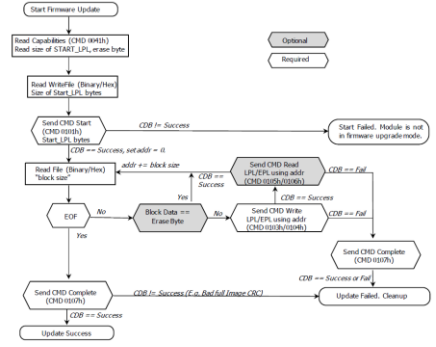 Start Firmware Update
Read Capabilities (CMD 0041h)
Read size of START_LPL, erase byte
Optional
Required
Read WriteFile (Binary/Hex)
Size of Start_LPL bytes
Send CMD Start
(CMD 0101h)
Start_LPL bytes
CDB != Success
Start Failed. Module is not
in firmware upgrade mode.
CDB == Success, set addr = 0.
Read File (Binary/Hex)
"block size"
addr += block size
CDB ==
Success
Send CMD Read
LPL/EPL using addr
(CMD 0105h/0106h)
CDB == Fail
Yes
CDB == Success
EOF
No
Block Data ==
Erase Byte
No
Send CMD Write
LPL/EPL using addr
(CMD 0103h/0104h)
CDB == Fail
Yes
Send CMD Complete
(CMD 0107h)
CDB == Success or Fail
Send CMD Complete
(CMD 0107h)
CDB != Success (E.g. Bad full Image CRC)
Update Failed. Cleanup
CDB == Success
Update Success